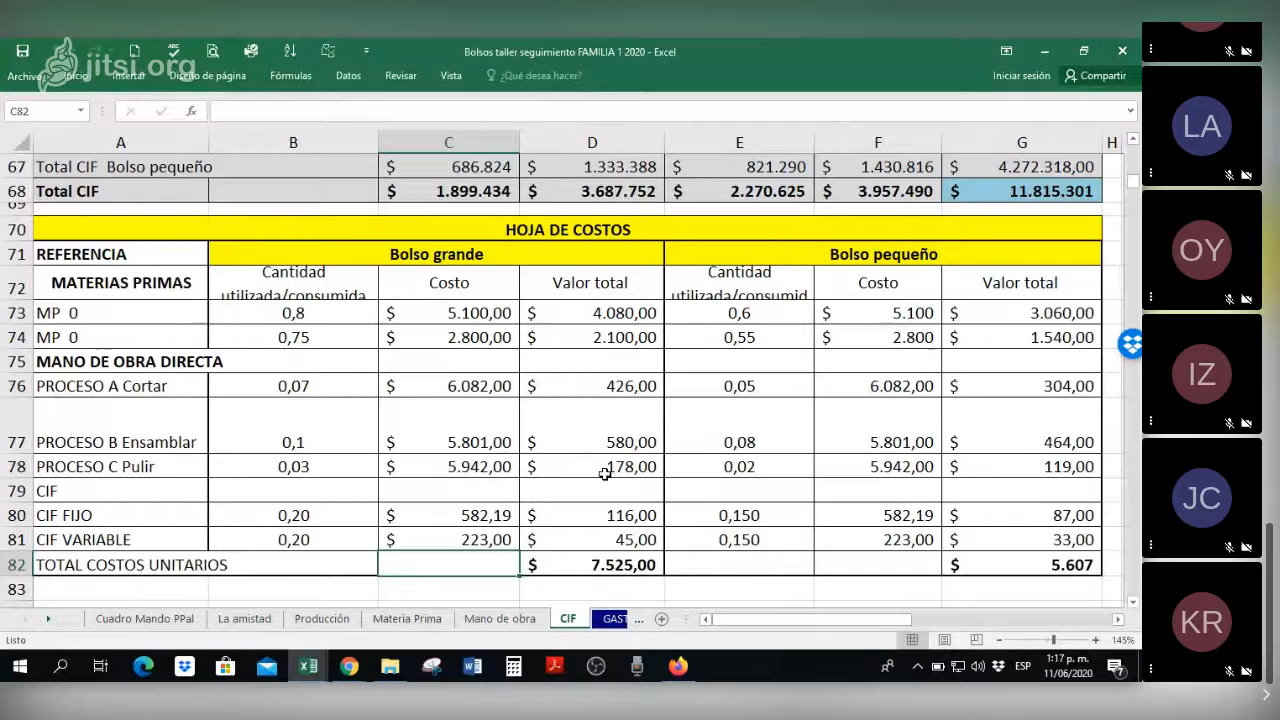 Bolsos taller seguimiento FAMILIA 1 2020 - Excel
jitsi.org
Archivo Inicio Insertar Diseño de página Fórmulas Datos Revisar Vista ¿Qué desea hacer? Iniciar sesión Compartir
C82 fx
A B C D E F G H
67 Total CIF Bolso pequeño $ 686.824 $ 1.333.388 $ 821.290 $ 1.430.816 $ 4.272.318,00
68 Total CIF $ 1.899.434 $ 3.687.752 $ 2.270.625 $ 3.957.490 $ 11.815.301
69
70 HOJA DE COSTOS
71 REFERENCIA Bolso grande Bolso pequeño
72 MATERIAS PRIMAS Cantidad utilizada/consumida Costo Valor total Cantidad utilizada/consumid Costo Valor total
73 MP 0 0,8 $ 5.100,00 $ 4.080,00 0,6 $ 5.100 $ 3.060,00
74 MP 0 0,75 $ 2.800,00 $ 2.100,00 0,55 $ 2.800 $ 1.540,00
75 MANO DE OBRA DIRECTA
76 PROCESO A Cortar 0,07 $ 6.082,00 $ 426,00 0,05 6.082,00 $ 304,00
77 PROCESO B Ensamblar 0,1 $ 5.801,00 $ 580,00 0,08 5.801,00 $ 464,00
78 PROCESO C Pulir 0,03 $ 5.942,00 $ 178,00 0,02 5.942,00 $ 119,00
79 CIF
80 CIF FIJO 0,20 $ 582,19 $ 116,00 0,150 582,19 $ 87,00
81 CIF VARIABLE 0,20 $ 223,00 $ 45,00 0,150 223,00 $ 33,00
82 TOTAL COSTOS UNITARIOS $ 7.525,00 $ 5.607
83
Cuadro Mando PPal La amistad Producción Materia Prima Mano de obra CIF GAST ...
Listo 145%
ESP 1:17 p. m.
11/06/2020
7
LA
OY
IZ
JC
KR